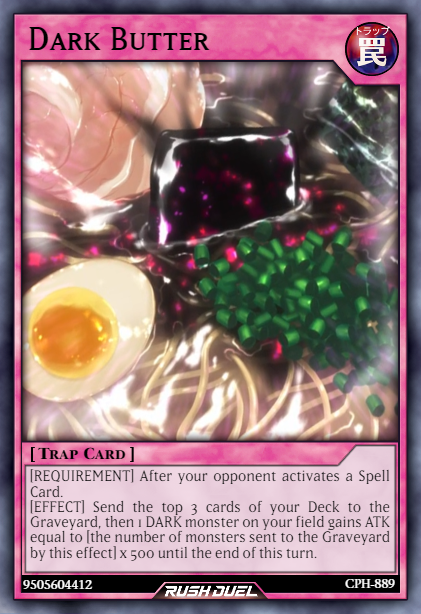 Dark Butter
トラップ
罠
[ Trap Card ]
[REQUIREMENT] After your opponent activates a Spell
Card.
[EFFECT] Send the top 3 cards of your Deck to the
Graveyard, then 1 DARK monster on your field gains ATK
equal to [the number of monsters sent to the Graveyard
by this effect] x 500 until the end of this turn.
9505604412
RUSH DUEL
CPH-889